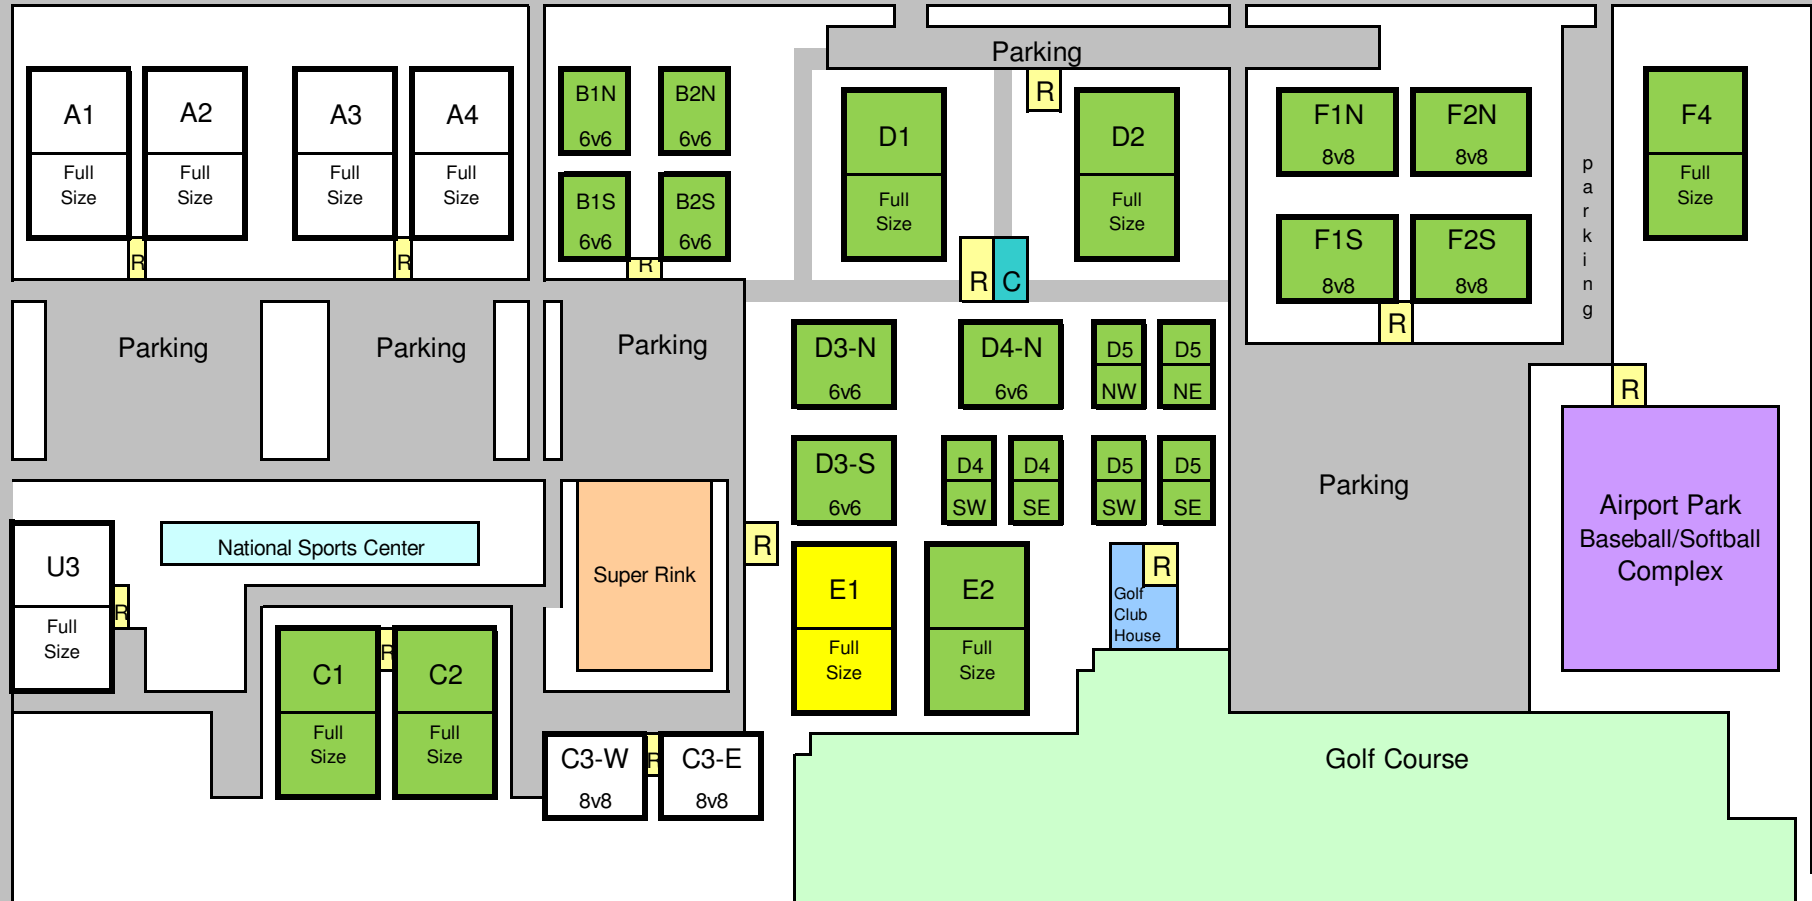 Parking
A1
Full
Size
A2
Full
Size
A3
Full
Size
A4
Full
Size
R
R
B1N
6v6
B2N
6v6
B1S
6v6
B2S
6v6
R
D1
Full
Size
R
D2
Full
Size
R
C
F1N
8v8
F2N
8v8
F1S
8v8
F2S
8v8
R
p
a
r
k
i
n
g
F4
Full
Size
Parking
Parking
Parking
D3-N
6v6
D4-N
6v6
D5
NW
D5
NE
D3-S
6v6
D4
SW
D4
SE
D5
SW
D5
SE
Parking
R
Airport Park
Baseball/Softball
Complex
National Sports Center
Super Rink
R
U3
Full
Size
R
C1
Full
Size
R
C2
Full
Size
C3-W
8v8
R
C3-E
8v8
E1
Full
Size
E2
Full
Size
R
Golf
Club
House
Golf Course